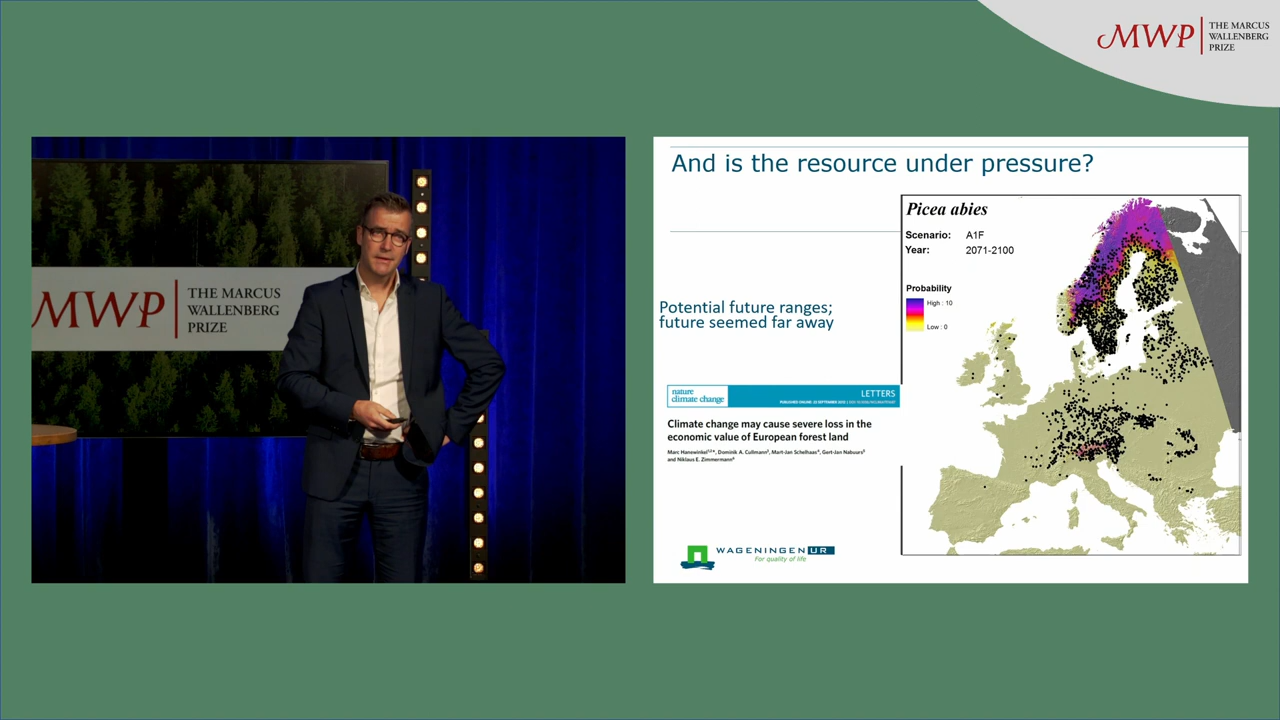 MWP
THE MARCUS
WALLENBERG
PRIZE
MWP
THE MARCUS
WALLENBERG
PRIZE
And is the resource under pressure?
Picea abies
Scenario: A1F
Year: 2071-2100
Probability
High : 10
Low : 0
Potential future ranges;
future seemed far away
nature
climate change
LETTERS
Climate change may cause severe loss in the
economic value of European forest land
WAGENINGEN UR
For quality of life